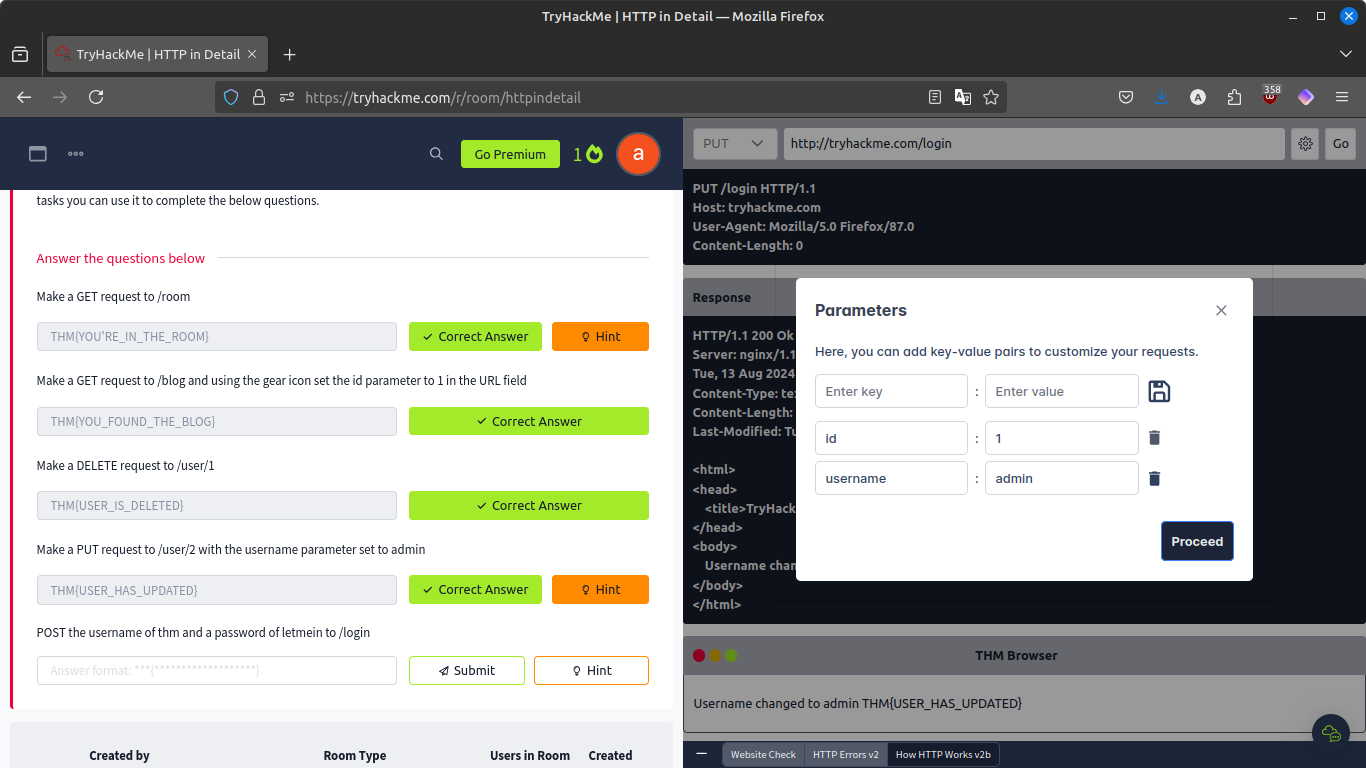 TryHackMe | HTTP in Detail — Mozilla Firefox
TryHackMe | HTTP in Detail
https://tryhackme.com/r/room/httpindetail
A
358
Go Premium
1
a
tasks you can use it to complete the below questions.
Answer the questions below
Make a GET request to /room
THM{YOU'RE_IN_THE_ROOM}
Correct Answer
Hint
Make a GET request to /blog and using the gear icon set the id parameter to 1 in the URL field
THM{YOU_FOUND_THE_BLOG}
Correct Answer
Make a DELETE request to /user/1
THM{USER_IS_DELETED}
Correct Answer
Make a PUT request to /user/2 with the username parameter set to admin
THM{USER_HAS_UPDATED}
Correct Answer
Hint
POST the username of thm and a password of letmein to /login
Submit
Hint
Created by
Room Type
Users in Room
Created
PUT
http://tryhackme.com/login
Go
PUT /login HTTP/1.1
Host: tryhackme.com
User-Agent: Mozilla/5.0 Firefox/87.0
Content-Length: 0
Response
HTTP/1.1 200 Ok
Server: nginx/1.1
Tue, 13 Aug 2024
Content-Type: te
Content-Length:
Last-Modified: Tu
<html>
<head>
<title>TryHack
</head>
<body>
Username chan
</body>
</html>
Parameters
Here, you can add key-value pairs to customize your requests.
Enter key
:
Enter value
id
:
1
username
:
admin
Proceed
THM Browser
Username changed to admin THM{USER_HAS_UPDATED}
Website Check
HTTP Errors v2
How HTTP Works v2b